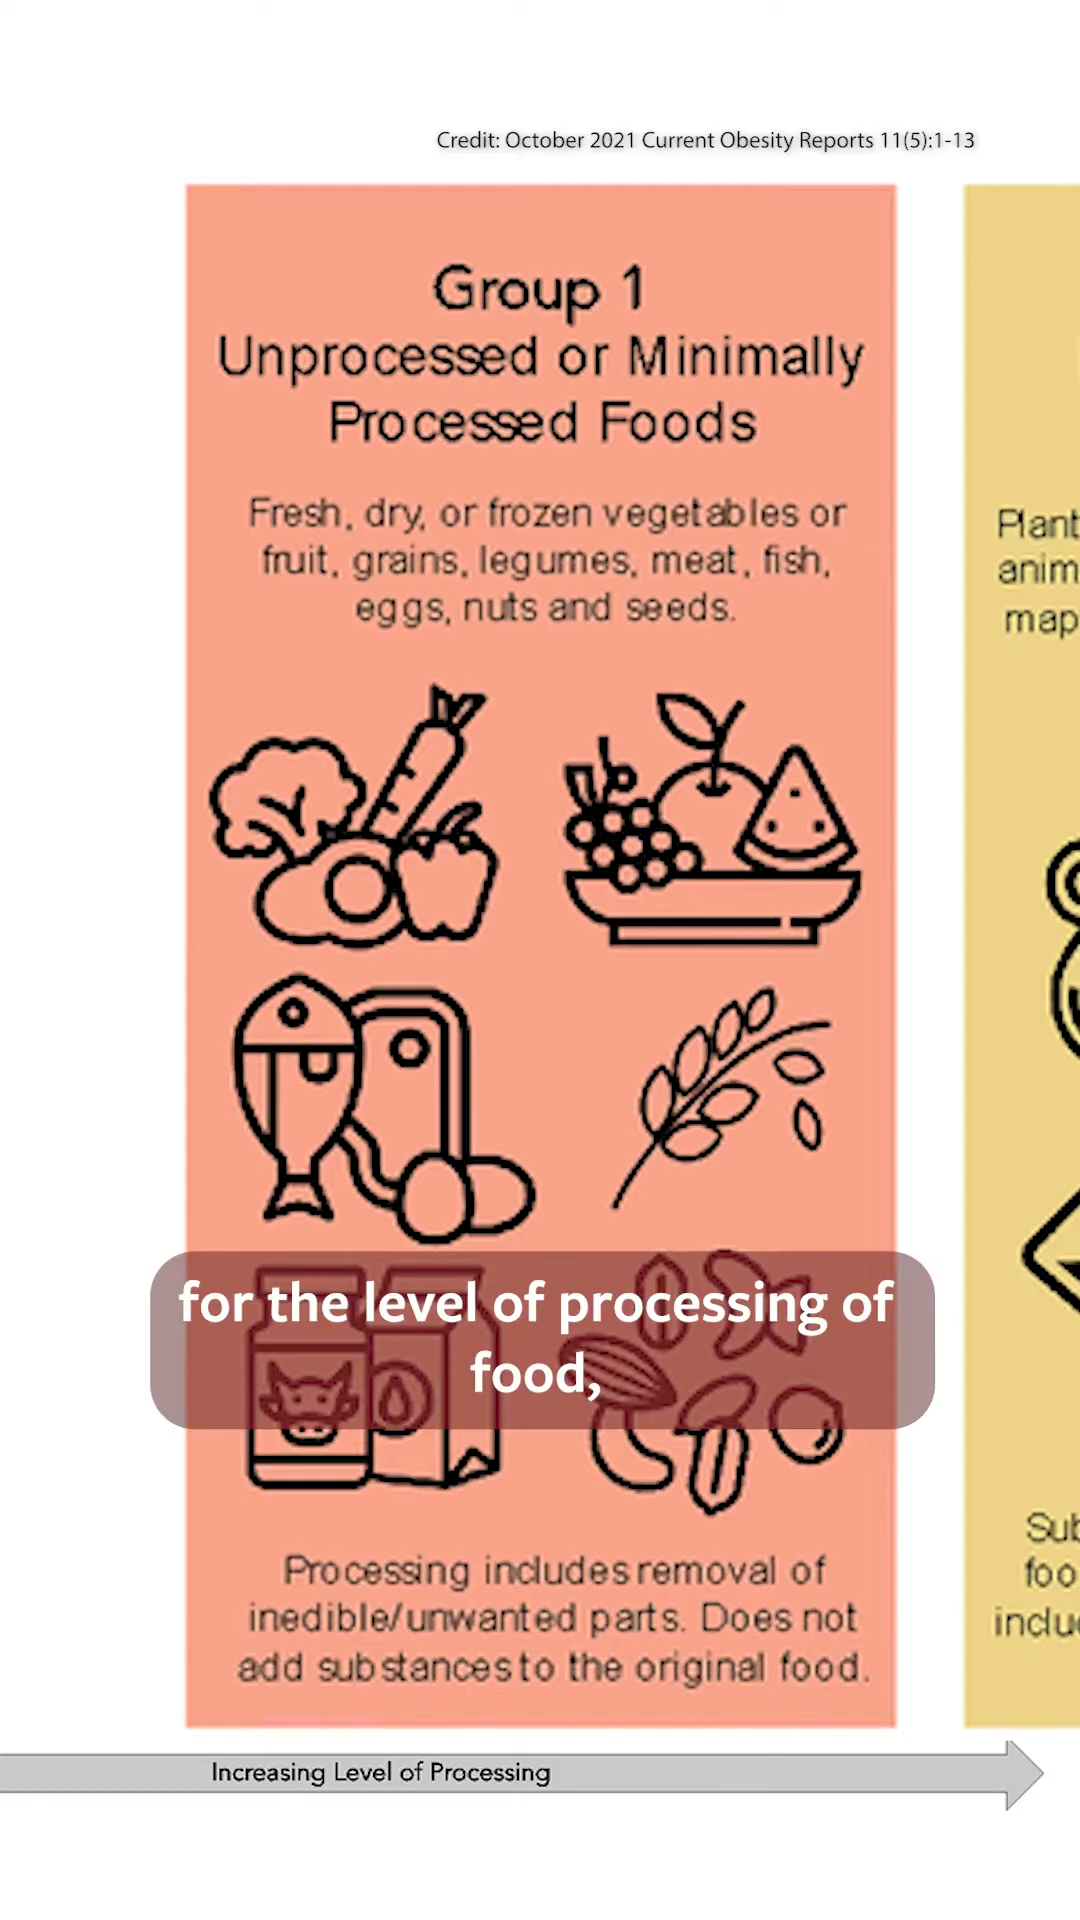 Credit: October 2021 Current Obesity Reports 11(5):1-13
Group 1
Unprocessed or Minimally
Processed Foods
Fresh, dry, or frozen vegetables or
fruit, grains, legumes, meat, fish,
eggs, nuts and seeds.
for the level of processing of
food,
Processing includes removal of
inedible/unwanted parts. Does not
add substances to the original food.
Increasing Level of Processing
Plant